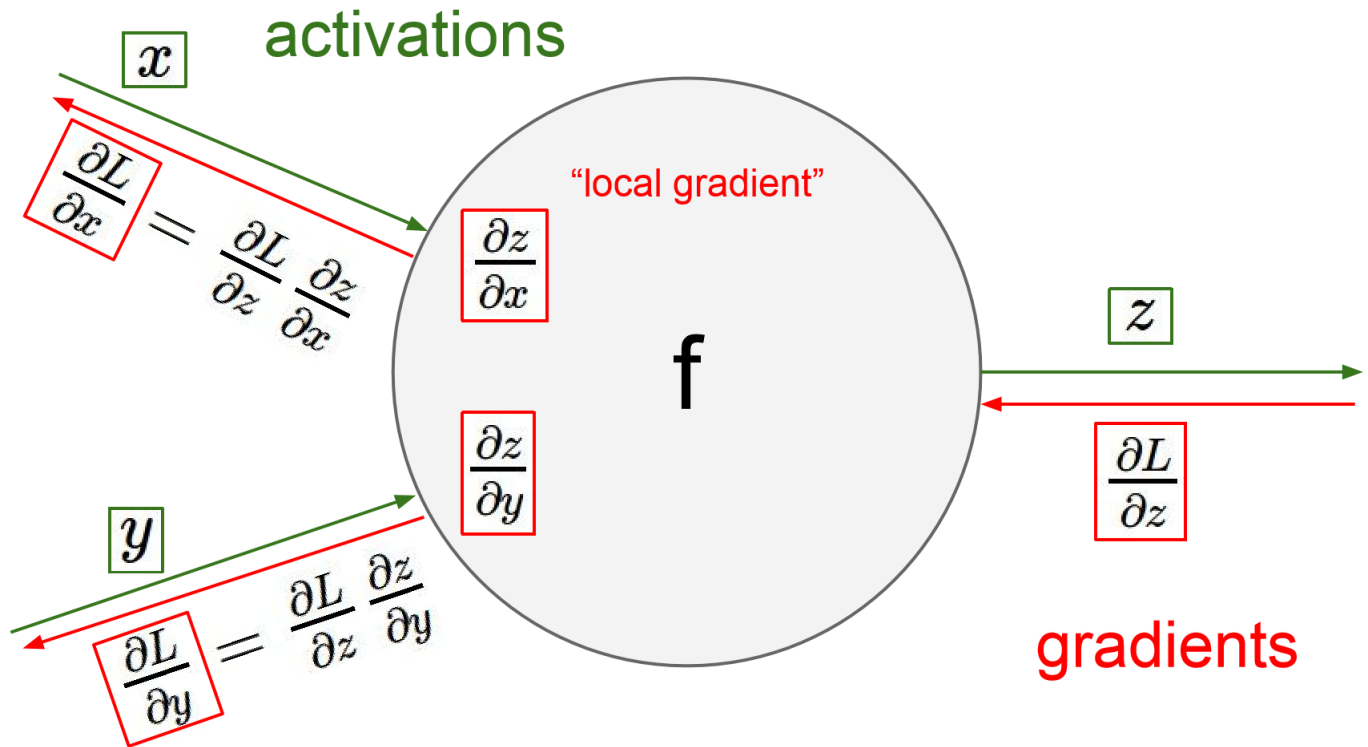 activations
x
∂L/∂x = ∂L/∂z ∂z/∂x
“local gradient”
∂z/∂x
f
z
∂L/∂z
∂z/∂y
y
∂L/∂y = ∂L/∂z ∂z/∂y
gradients